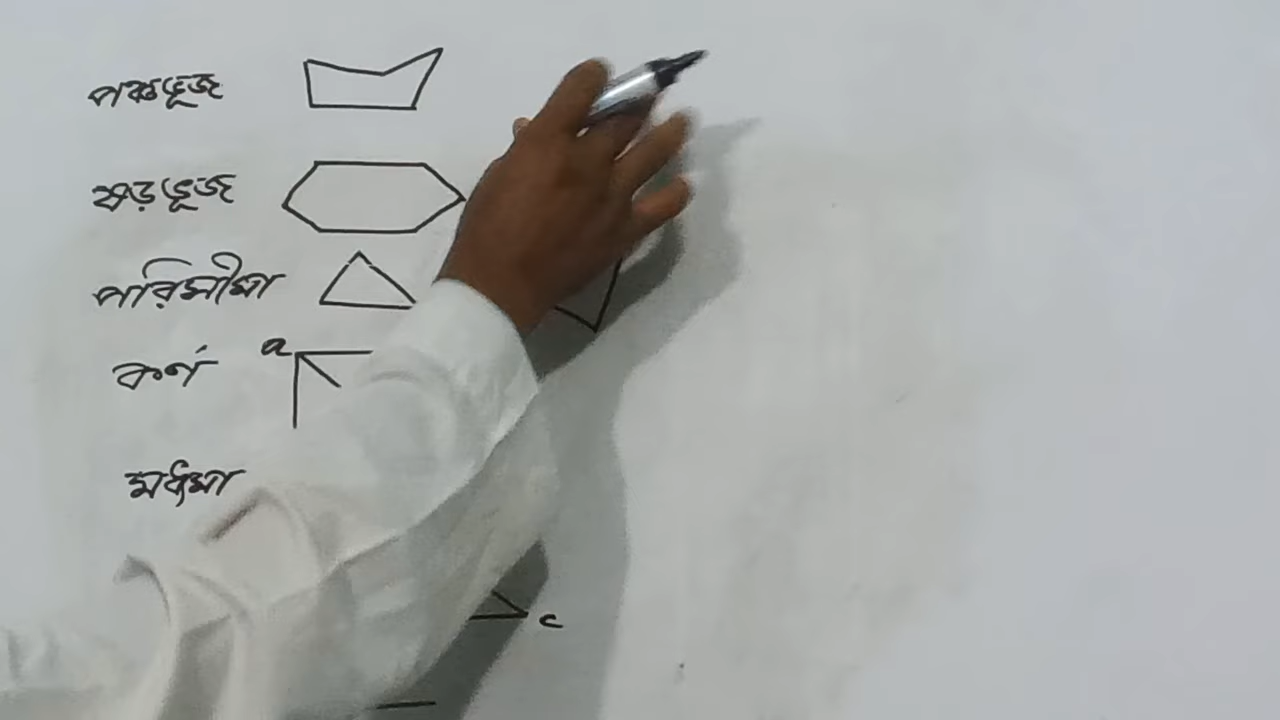 পঞ্চভূজ
ষড়ভূজ
পরিসীমা
কর্ণ a
মধ্যমা
c